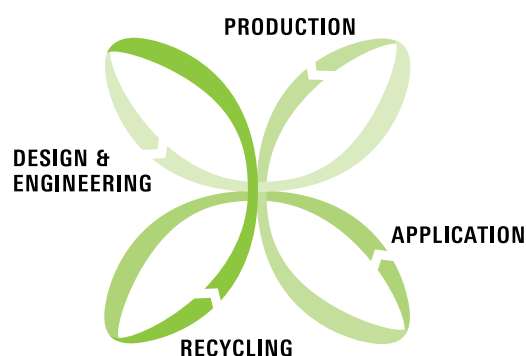 PRODUCTION
DESIGN &
ENGINEERING
APPLICATION
RECYCLING